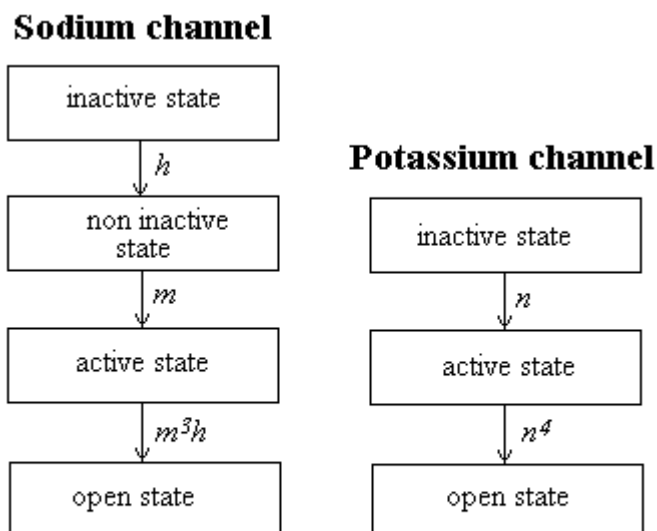 Sodium channel
inactive state
h
non inactive
state
m
active state
m³h
open state
Potassium channel
inactive state
n
active state
n⁴
open state